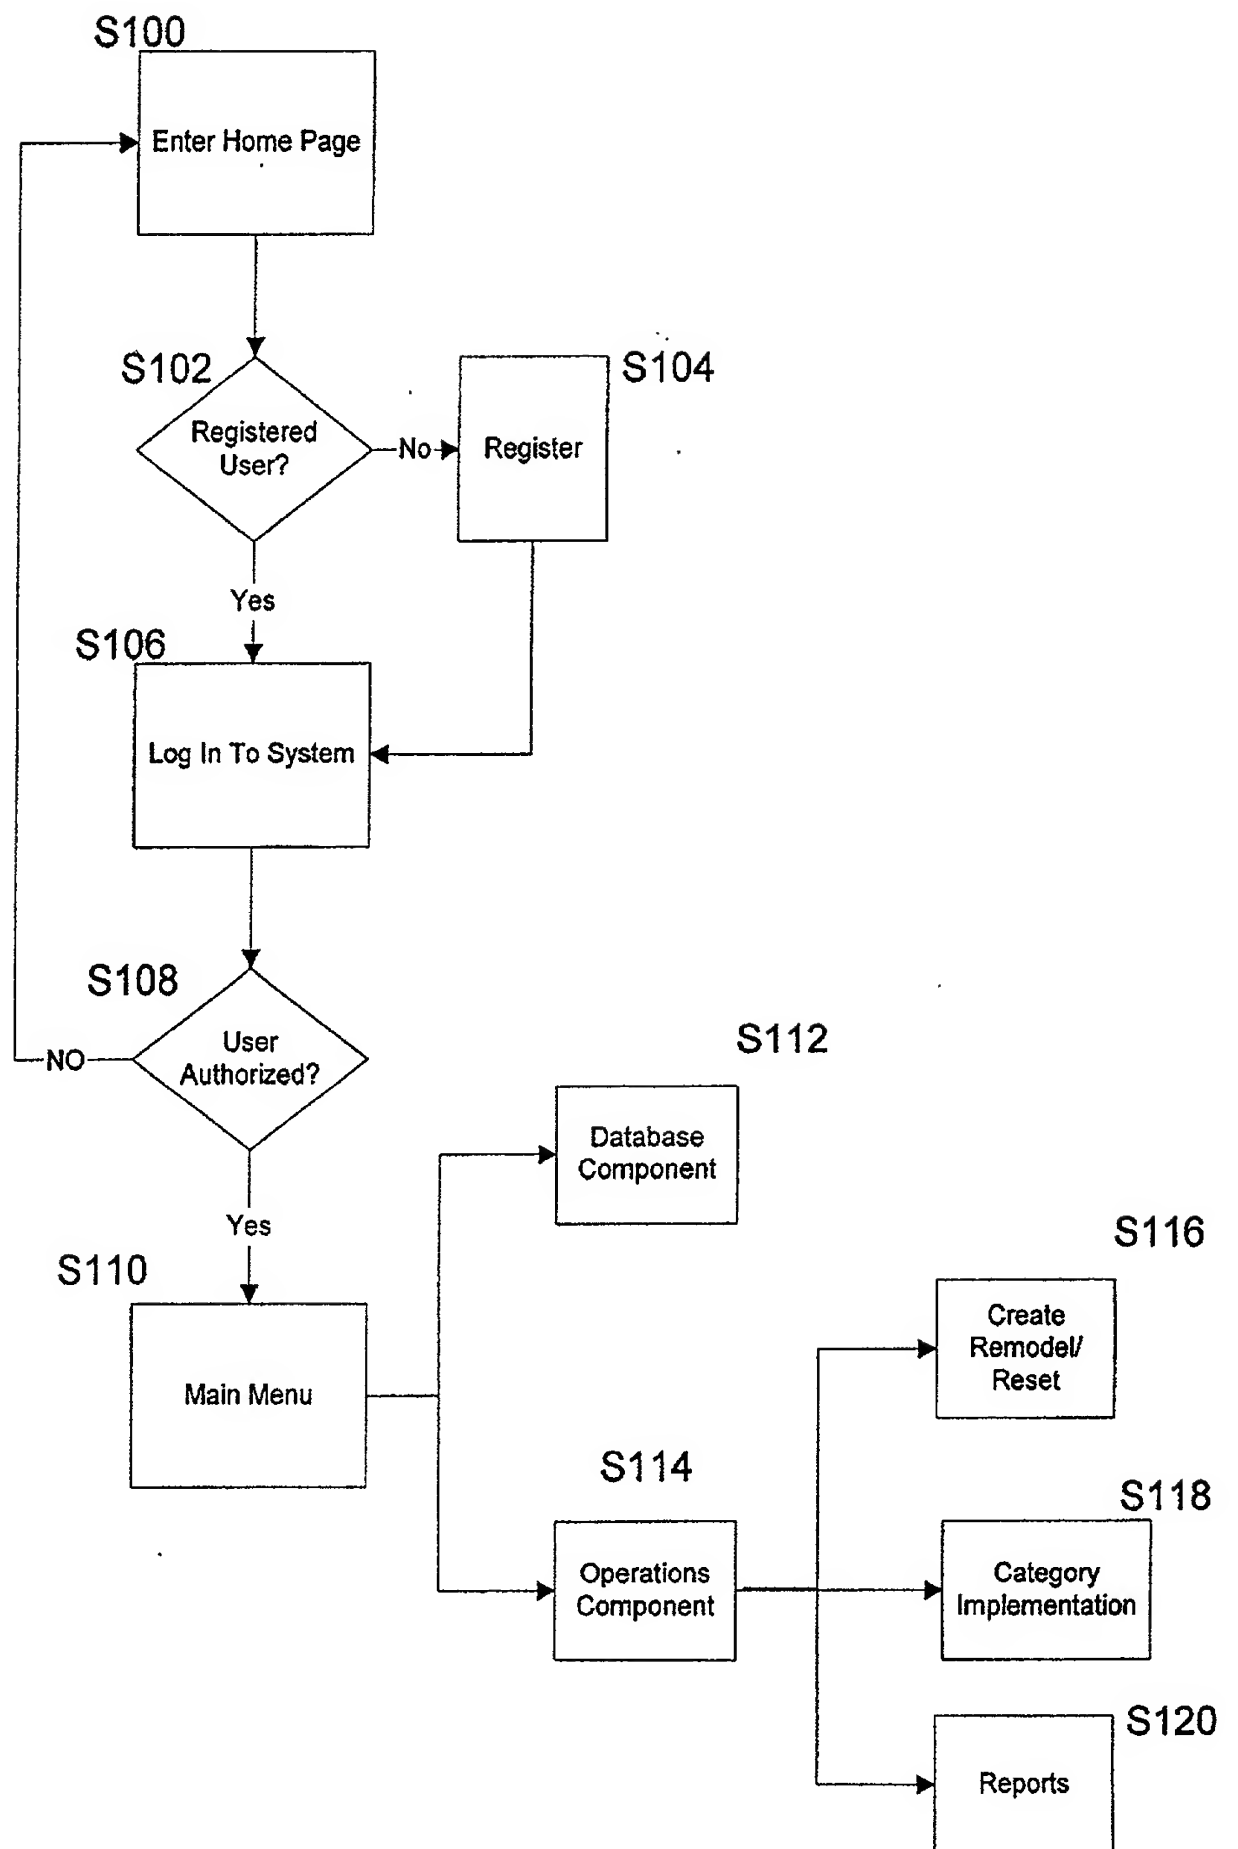 S100
Enter Home Page
S102
Registered
User?
No
S104
Register
Yes
S106
Log In To System
S108
User
Authorized?
NO
Yes
S110
Main Menu
S112
Database
Component
S114
Operations
Component
S116
Create
Remodel/
Reset
S118
Category
Implementation
S120
Reports